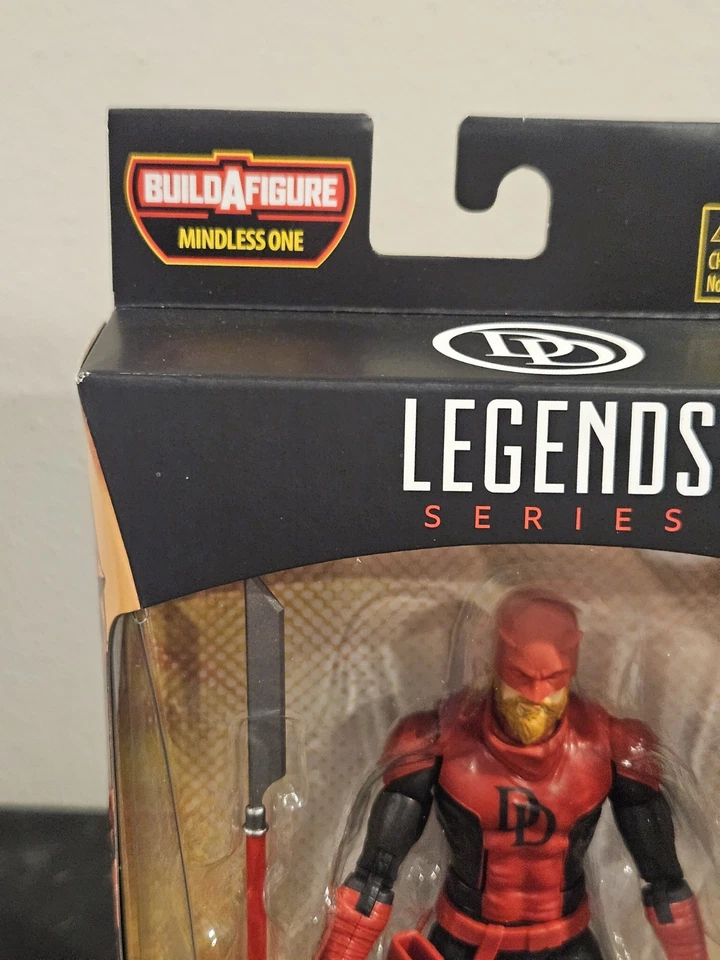 BUILDAFIGURE
MINDLESS ONE
DD
LEGENDS
SERIES
DD